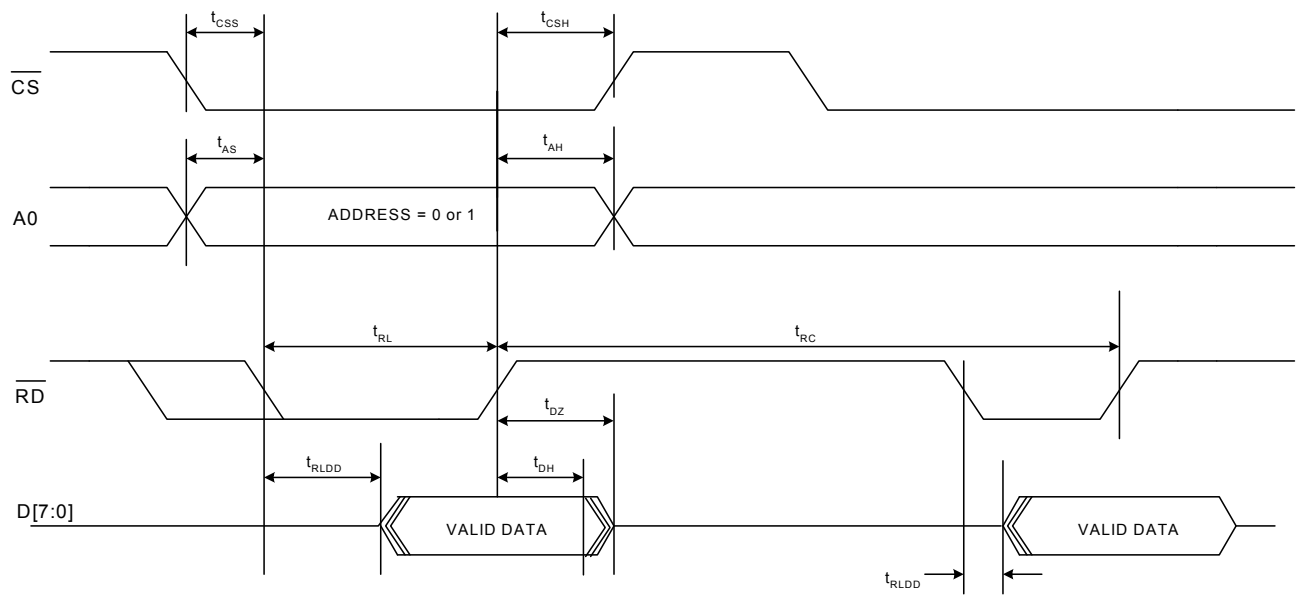 tCSS
tCSH
CS
tAS
tAH
A0
ADDRESS = 0 or 1
tRL
tRC
RD
tDZ
tRLDD
tDH
D[7:0]
VALID DATA
VALID DATA
tRLDD